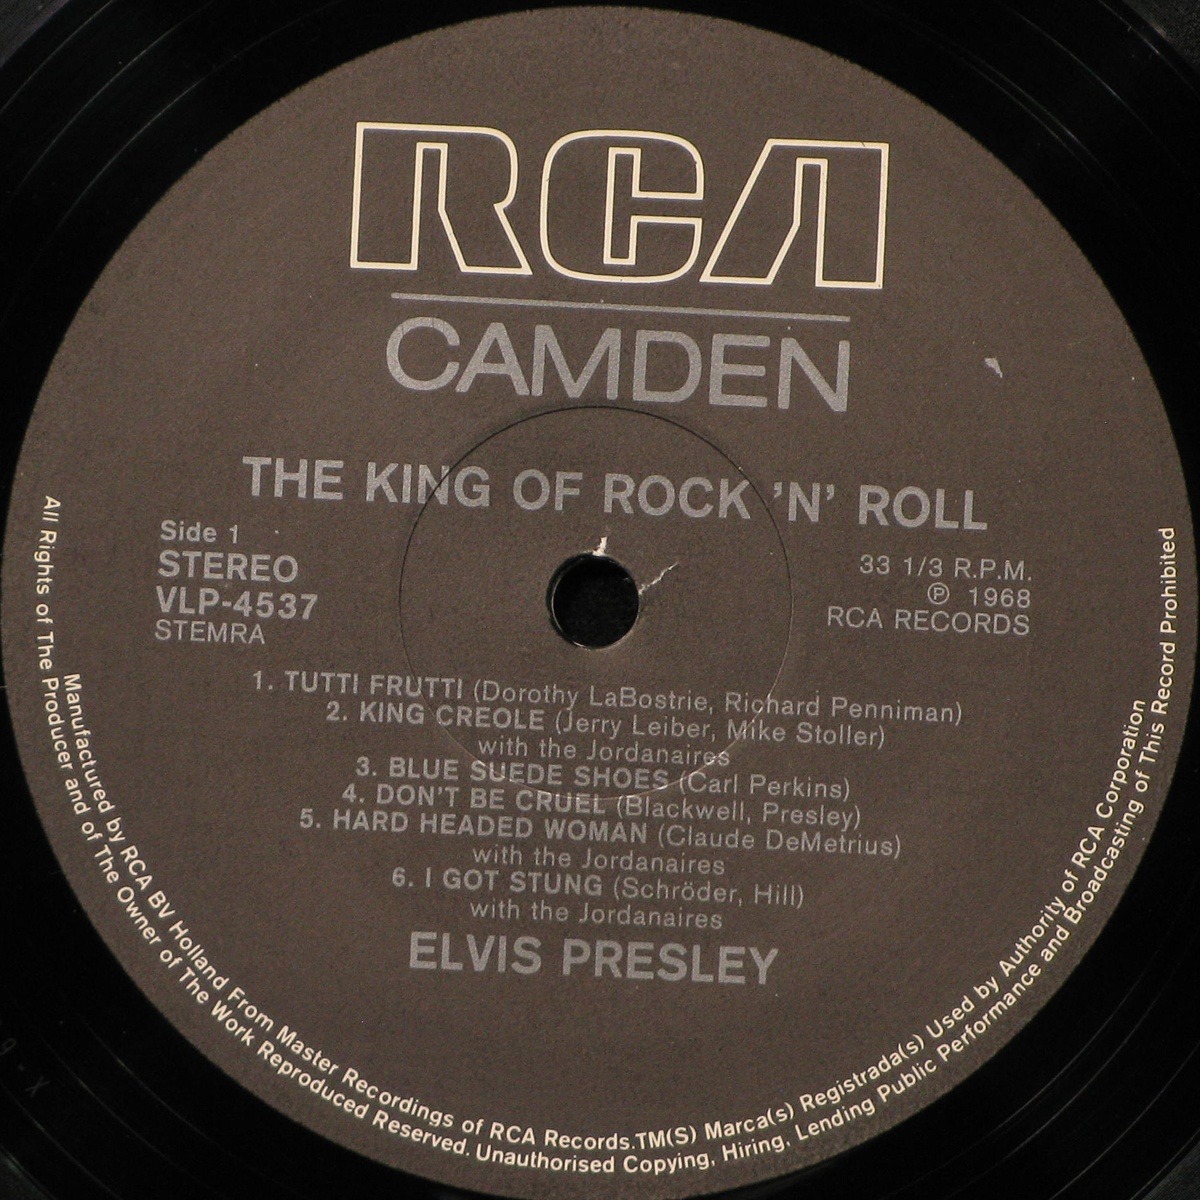 RCA
CAMDEN
THE KING OF ROCK 'N' ROLL
Side 1
STEREO
VLP-4537
STEMRA
33 1/3 R.P.M.
℗ 1968
RCA RECORDS
1. TUTTI FRUTTI (Dorothy LaBostrie, Richard Penniman)
2. KING CREOLE (Jerry Leiber, Mike Stoller)
with the Jordanaires
3. BLUE SUEDE SHOES (Carl Perkins)
4. DON'T BE CRUEL (Blackwell, Presley)
5. HARD HEADED WOMAN (Claude DeMetrius)
with the Jordanaires
6. I GOT STUNG (Schröder, Hill)
with the Jordanaires
ELVIS PRESLEY
Manufactured by RCA BV Holland From Master Recordings of RCA Records.TM(S) Marca(s) Registrada(s) Used by Authority of RCA Corporation
All Rights of The Producer and of The Owner of The Work Reproduced Reserved. Unauthorised Copying, Hiring, Lending Public Performance and Broadcasting of This Record Prohibited